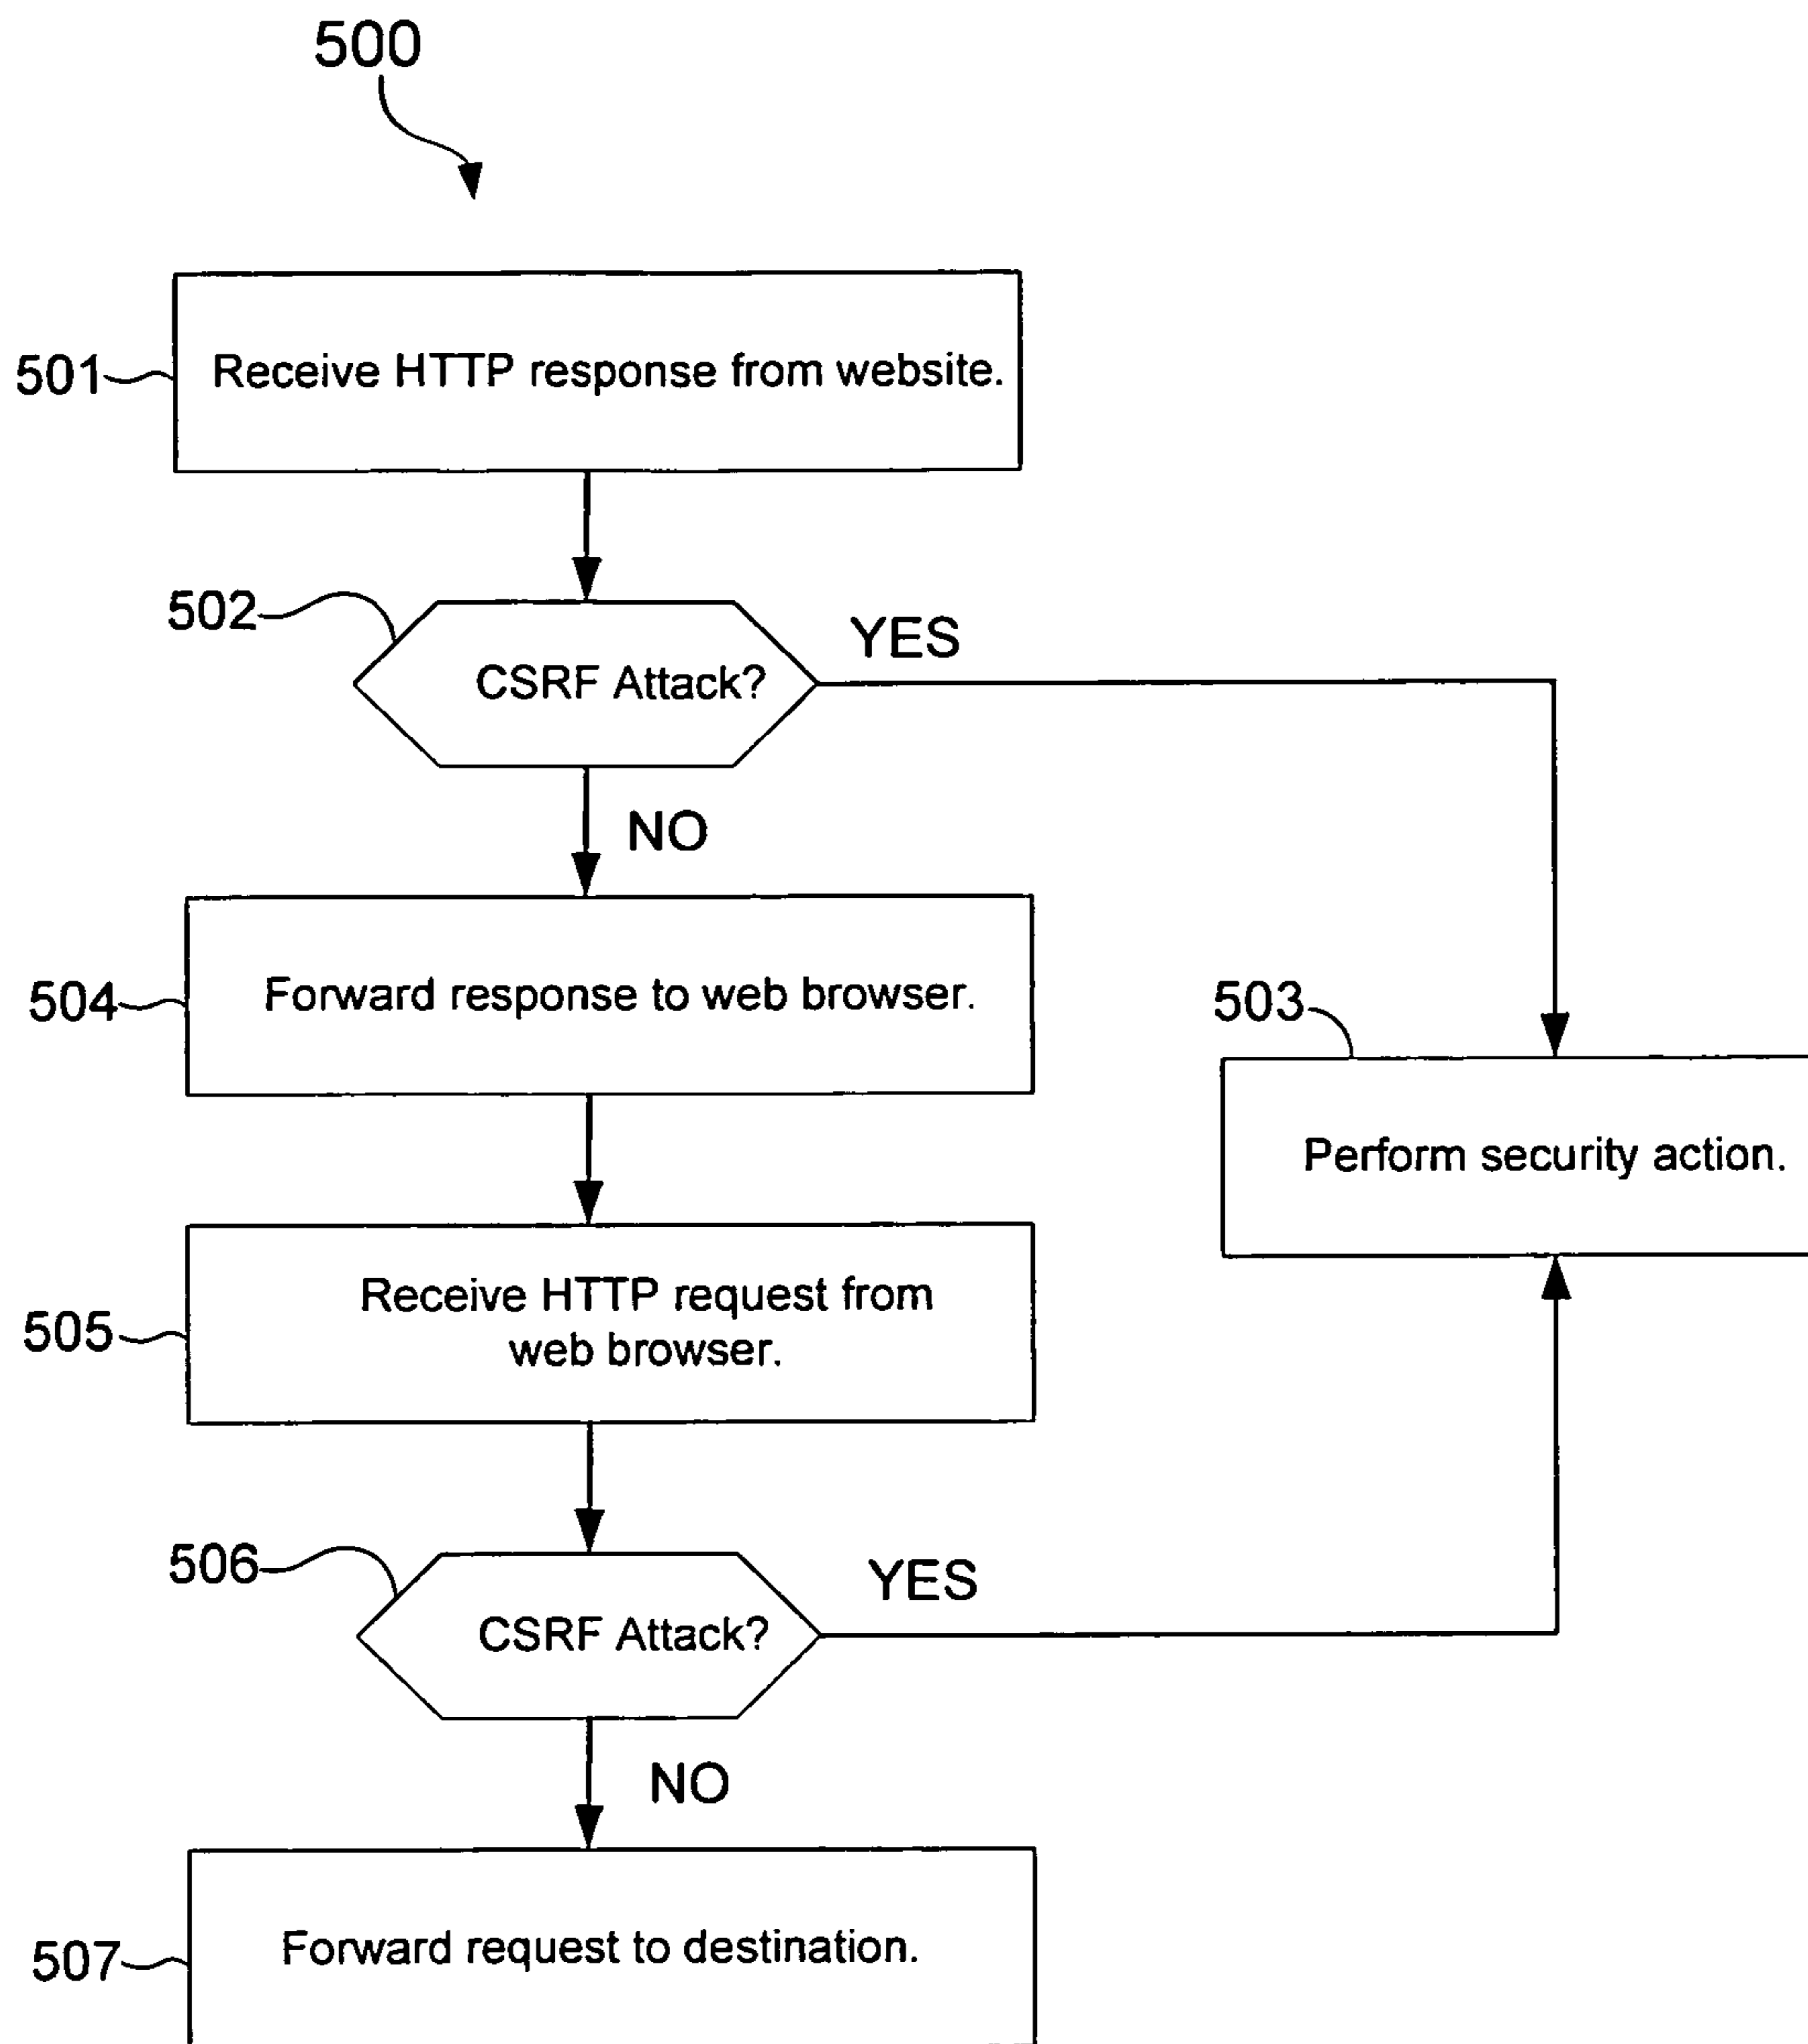 500
501
Receive HTTP response from website.
502
CSRF Attack?
YES
NO
504
Forward response to web browser.
503
Perform security action.
505
Receive HTTP request from
web browser.
506
CSRF Attack?
YES
NO
507
Forward request to destination.